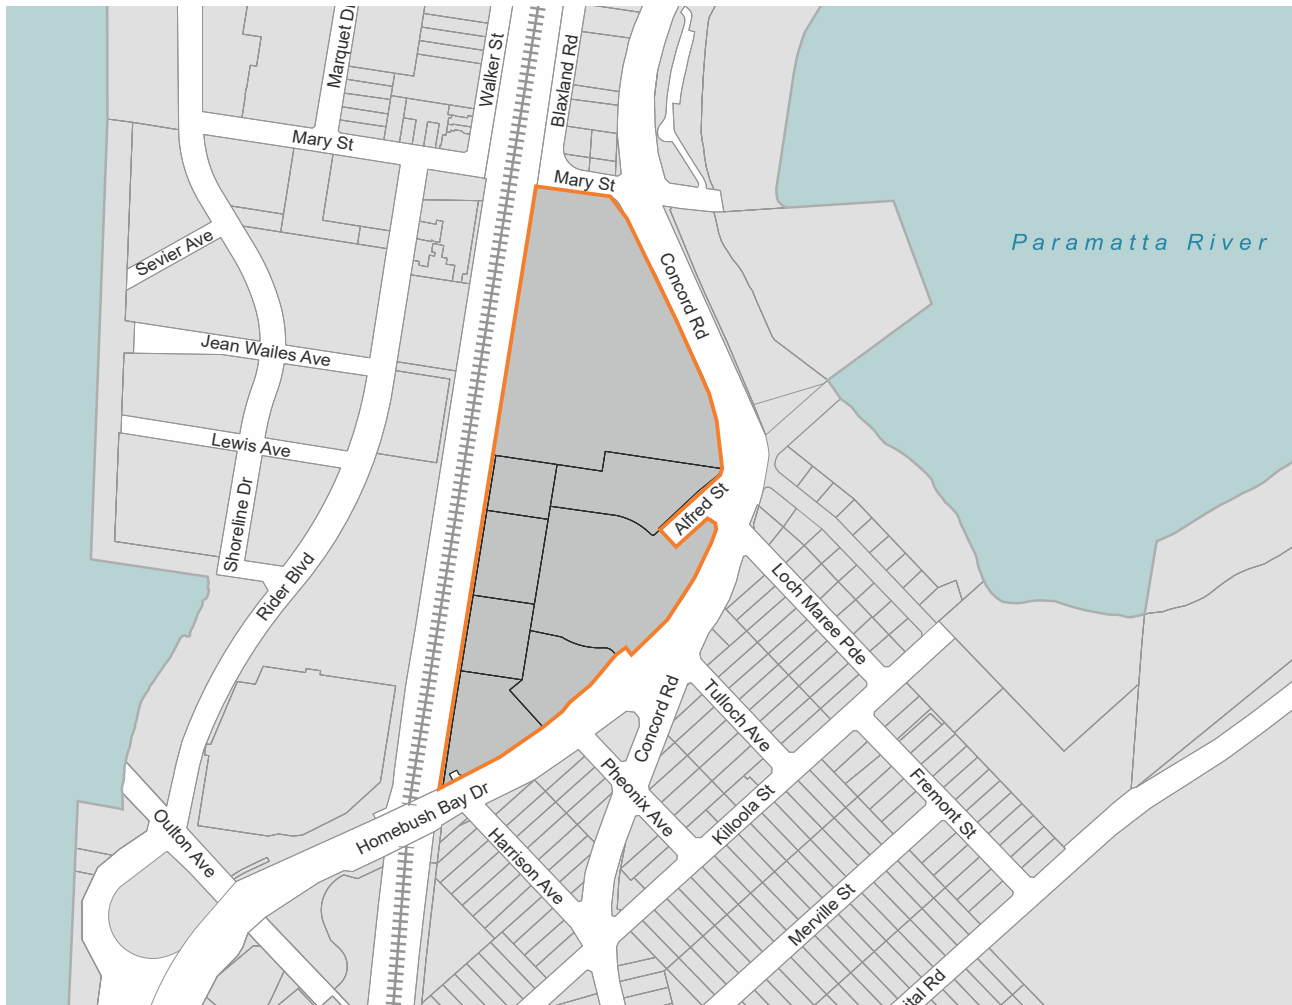 Marquet Dr
Walker St
Blaxland Rd
Mary St
Mary St
Sevier Ave
Paramatta River
Concord Rd
Jean Wailes Ave
Lewis Ave
Shoreline Dr
Alfred St
Rider Blvd
Loch Maree Pde
Concord Rd
Tulloch Ave
Pheonix Ave
Killoola St
Fremont St
Homebush Bay Dr
Oulton Ave
Harrison Ave
Merville St
ital Rd